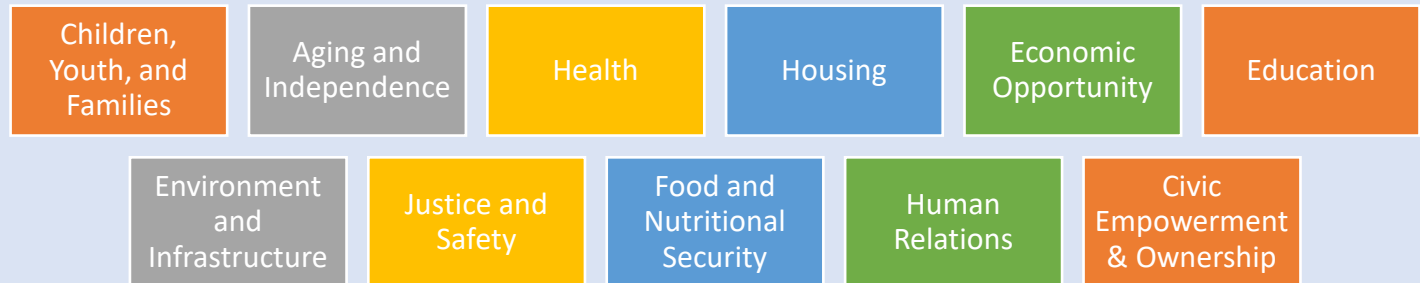 Children,
Youth, and
Families
Aging and
Independence
Health
Housing
Economic
Opportunity
Education
Environment
and
Infrastructure
Justice and
Safety
Food and
Nutritional
Security
Human
Relations
Civic
Empowerment
& Ownership